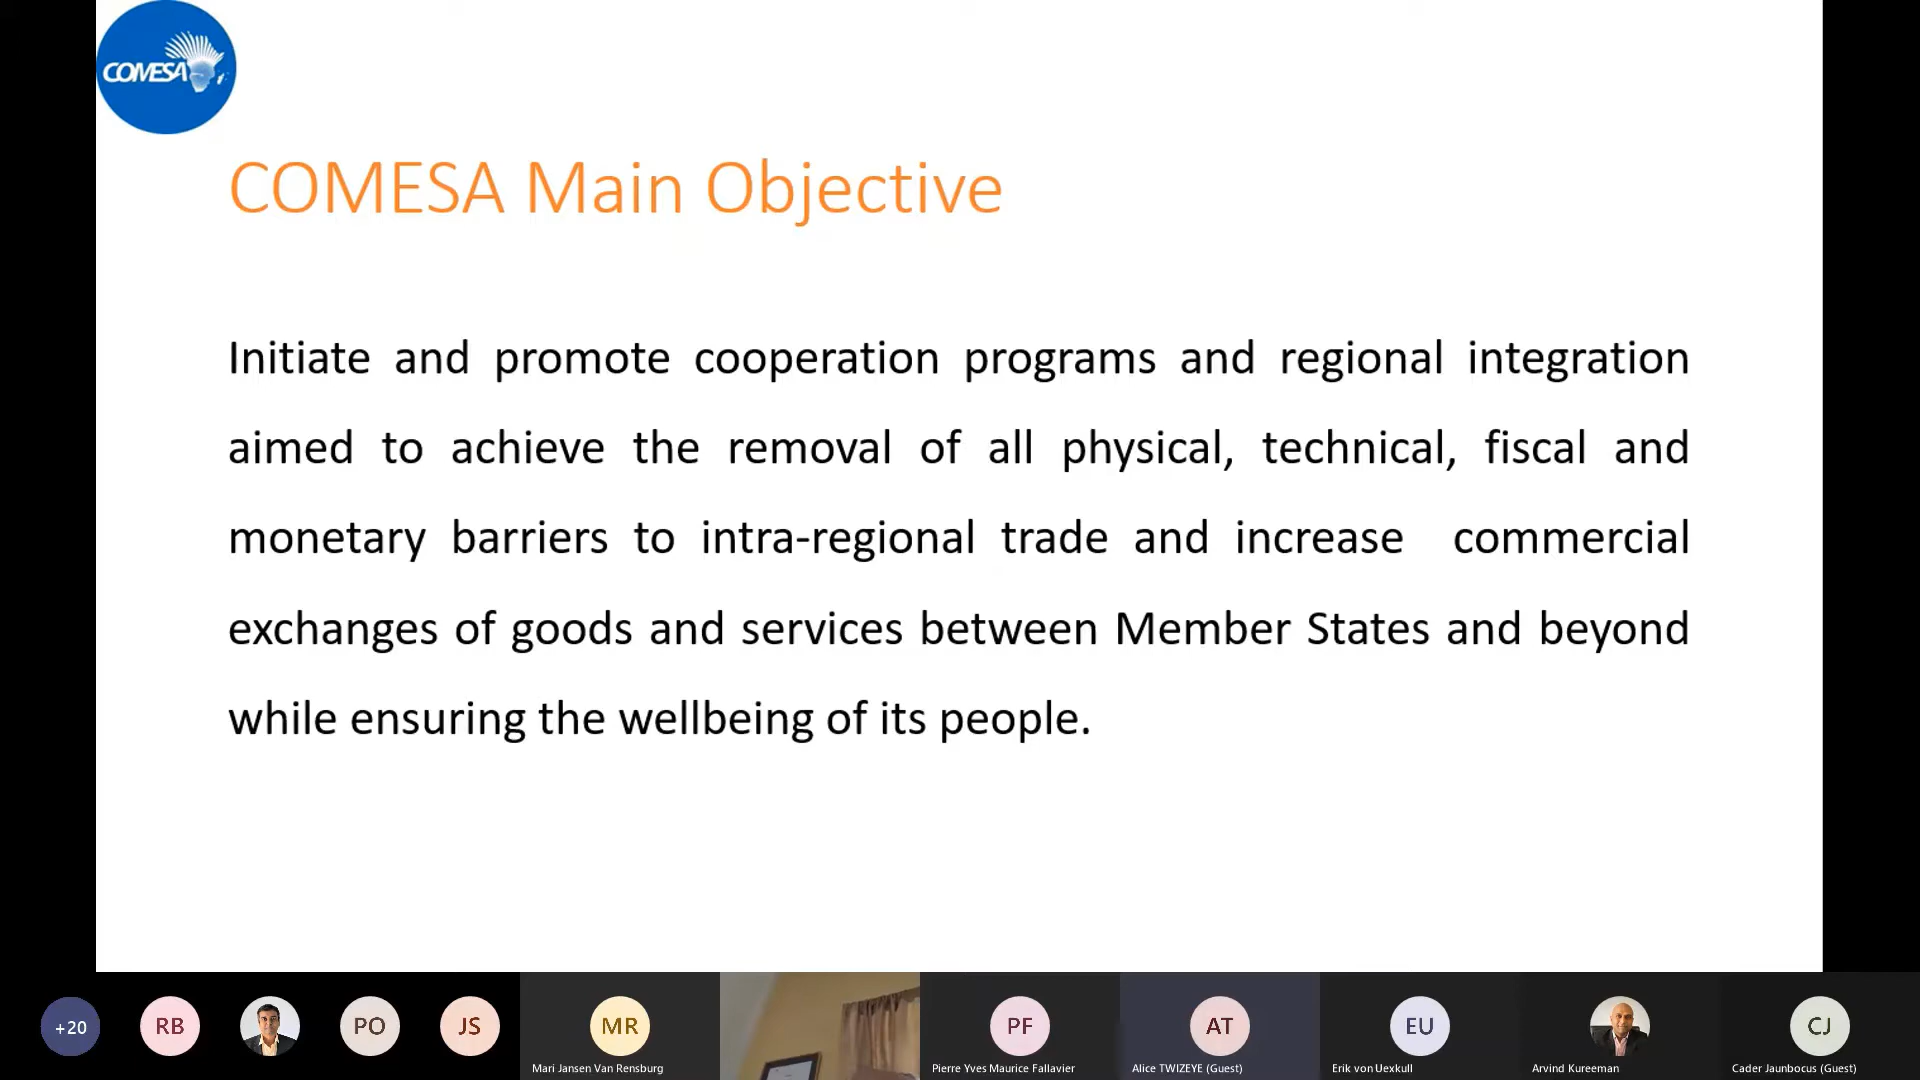 COMESA
COMESA Main Objective
Initiate and promote cooperation programs and regional integration
aimed to achieve the removal of all physical, technical, fiscal and
monetary barriers to intra-regional trade and increase commercial
exchanges of goods and services between Member States and beyond
while ensuring the wellbeing of its people.
+20
RB
PO
JS
MR
PF
AT
EU
CJ
Mari Jansen Van Rensburg
Pierre Yves Maurice Fallavier
Alice TWIZEYE (Guest)
Erik von Uexkull
Arvind Kureeman
Cader Jaunbocus (Guest)